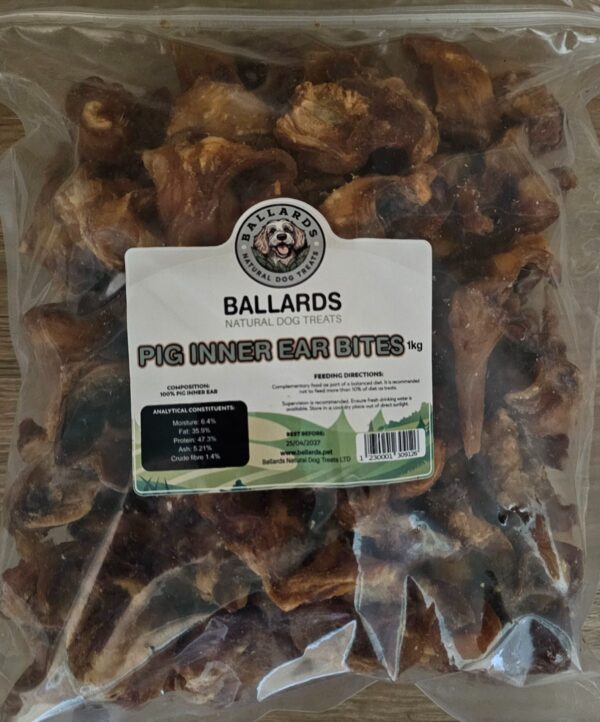 BALLARDS
NATURAL DOG TREATS
BALLARDS
NATURAL DOG TREATS
PIG INNER EAR BITES 1kg
COMPOSITION:
100% PIG INNER EAR
ANALYTICAL CONSTITUENTS:
Moisture: 6.4%
Fat: 35.9%
Protein: 47.3%
Ash: 5.21%
Crude fibre 1.4%
FEEDING DIRECTIONS:
Complementary food as part of a balanced diet. It is recommended
not to feed more than 10% of diet as treats.
Supervision is recommended. Ensure fresh drinking water is
available. Store in a cool dry place out of direct sunlight.
BEST BEFORE:
25/04/2027
www.ballards.pet
Ballards Natural Dog Treats LTD
1 230001 309126